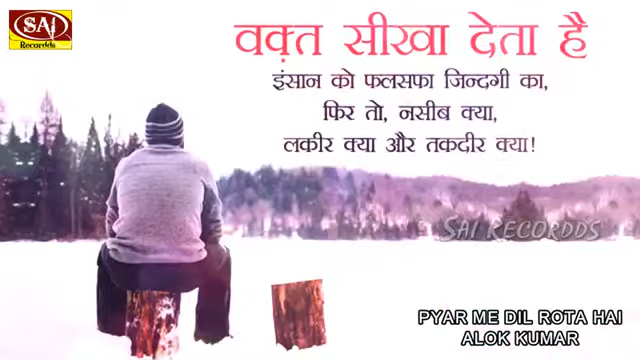 SAI
Recordds
वक़्त सीखा देता है
इंसान को फलसफा जिन्दगी का,
फिर तो, नसीब क्या,
लकीर क्या और तकदीर क्या!
SAI RECORDDS
PYAR ME DIL ROTA HAI
ALOK KUMAR